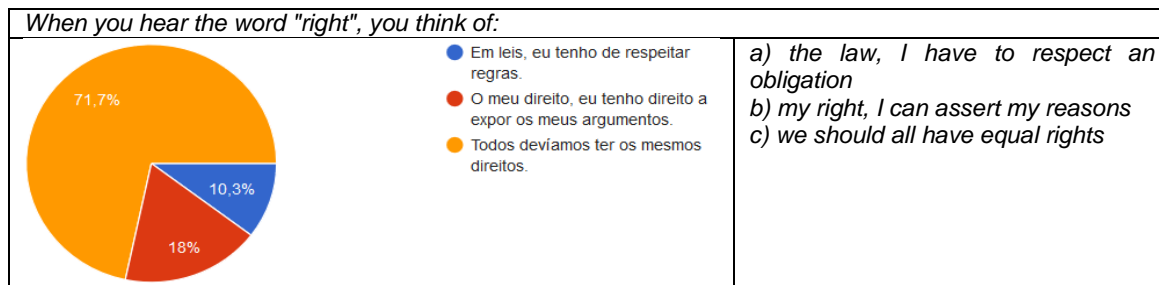 When you hear the word "right", you think of:
71,7%
10,3%
18%
Em leis, eu tenho de respeitar
regras.
O meu direito, eu tenho direito a
expor os meus argumentos.
Todos devíamos ter os mesmos
direitos.
a) the law, I have to respect an
obligation
b) my right, I can assert my reasons
c) we should all have equal rights